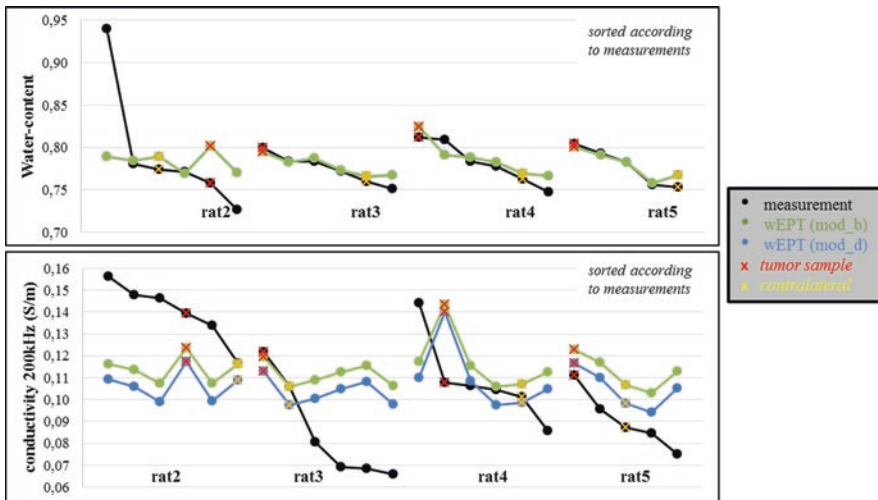 0,95
sorted according
to measurements
0,90
0,85
0,80
0,75
0,70
Water-content
rat2
rat3
rat4
rat5
measurement
wEPT (mod_b)
wEPT (mod_d)
tumor sample
contralateral
0,16
sorted according
to measurements
0,15
0,14
0,13
0,12
0,11
0,10
0,09
0,08
0,07
0,06
conductivity 200kHz (S/m)
rat2
rat3
rat4
rat5